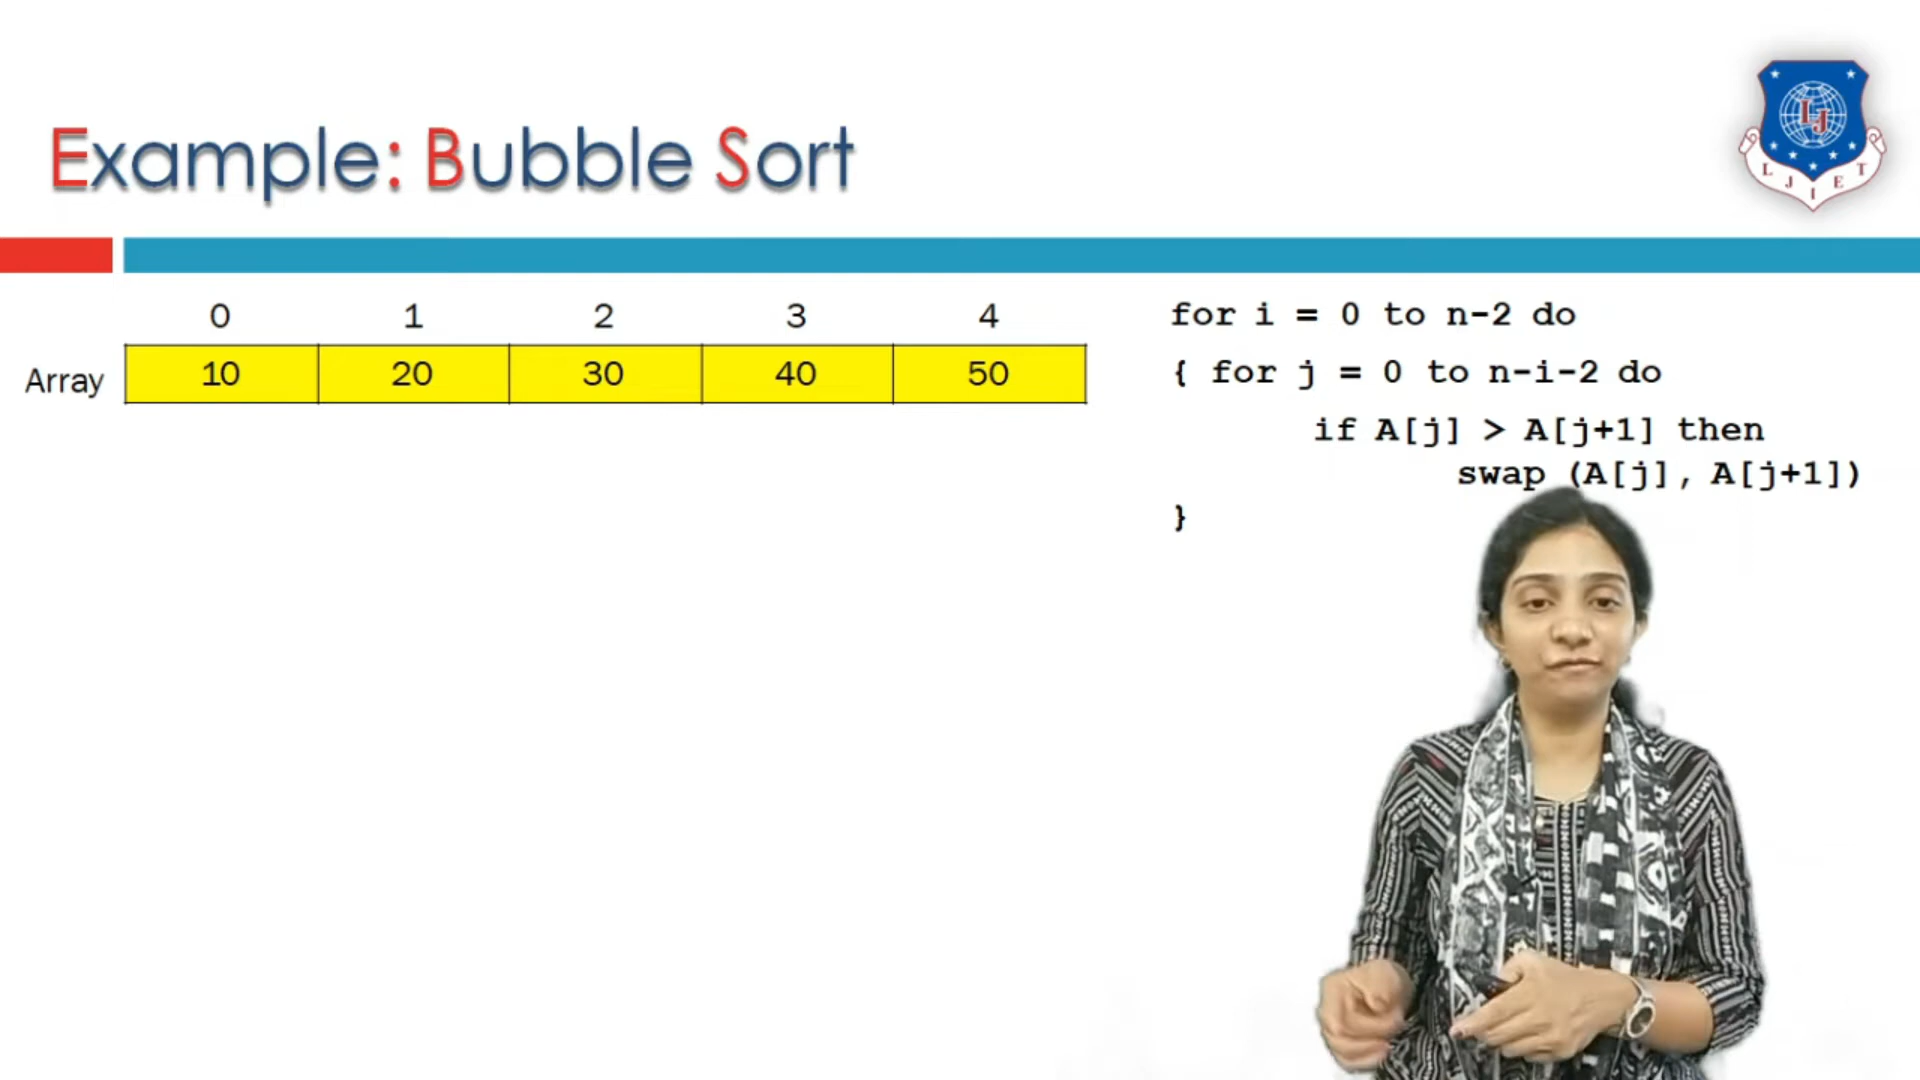 Example: Bubble Sort
LJ
L J I E T
0 1 2 3 4
Array 10 20 30 40 50
for i = 0 to n-2 do
{ for j = 0 to n-i-2 do
if A[j] > A[j+1] then
swap (A[j], A[j+1])
}